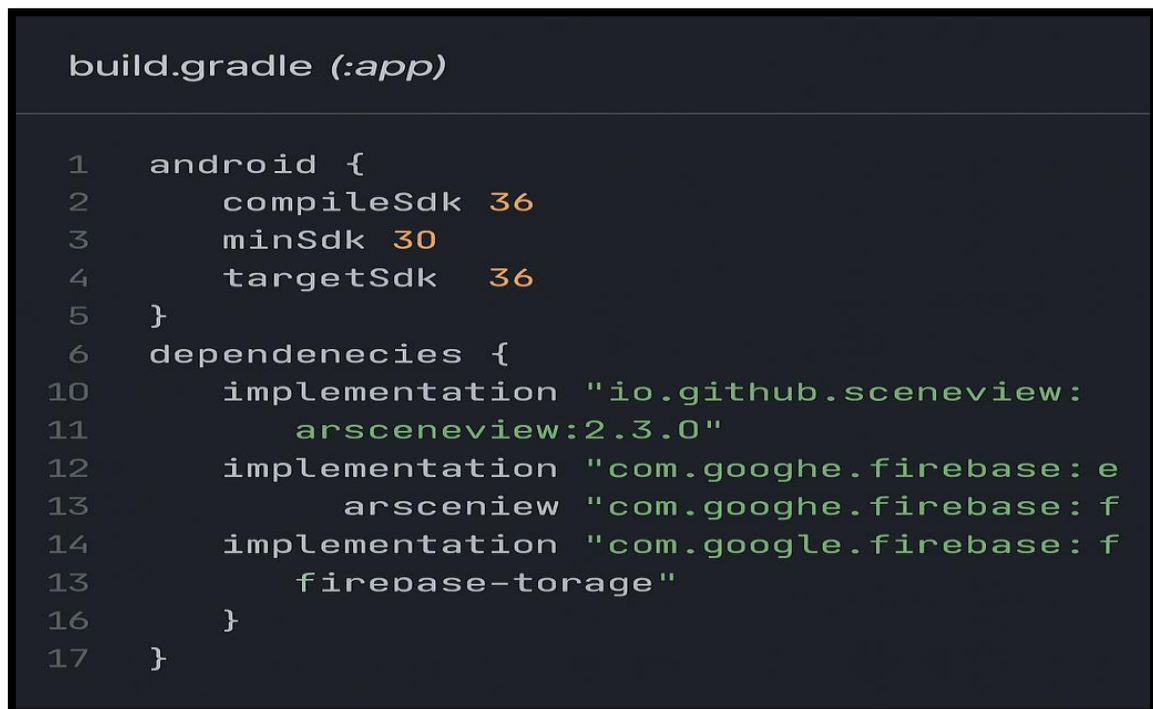 build.gradle (:app)
1 android {
2 compileSdk 36
3 minSdk 30
4 targetSdk 36
5 }
6 dependenecies {
10 implementation "io.github.sceneview:
11 arsceneview:2.3.0"
12 implementation "com.googhe.firebase: e
13 arsceniew "com.googhe.firebase: f
14 implementation "com.google.firebase: f
13 firebase-torage"
16 }
17 }